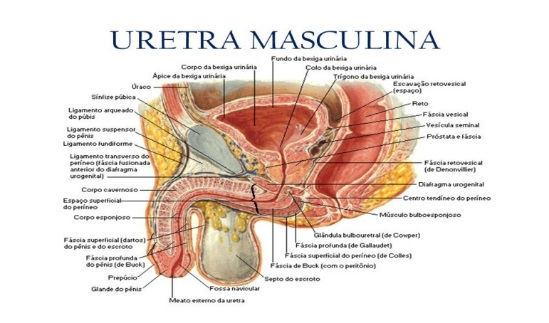 URETRA MASCULINA
Fundo da bexiga urinária
Corpo da bexiga urinária
Colo da bexiga urinária
Ápice da bexiga urinária
Trígono da bexiga urinária
Úraco
Escavação retovesical
(espaço)
Sínfise púbica
Reto
Ligamento arqueado
do púbis
Fáscia vesical
Vesícula seminal
Ligamento suspensor
do pênis
Próstata e fáscia
Ligamento fundiforme
Ligamento transverso do
períneo (fáscia fusionada
anterior do diafragma
urogenital)
Fáscia retovesical
(de Denonvillier)
Corpo cavernoso
Diafragma urogenital
Espaço superficial
do períneo
Centro tendíneo do períneo
Corpo esponjoso
Músculo bulboesponjoso
Fáscia superficial (dartos)
do pênis e do escroto
Glândula bulbouretral (de Cowper)
Fáscia profunda (de Gallaudet)
Fáscia profunda
do pênis (de Buck)
Fáscia superficial do períneo (de Colles)
Fáscia de Buck (com o peritônio)
Prepúcio
Septo do escroto
Glande do pênis
Fossa navicular
Meato externo da uretra